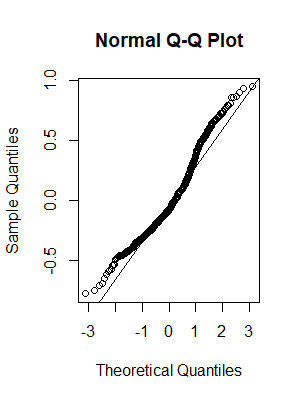 Normal Q-Q Plot
Sample Quantiles
1.0
0.5
0.0
-0.5
-3 -1 0 1 2 3
Theoretical Quantiles